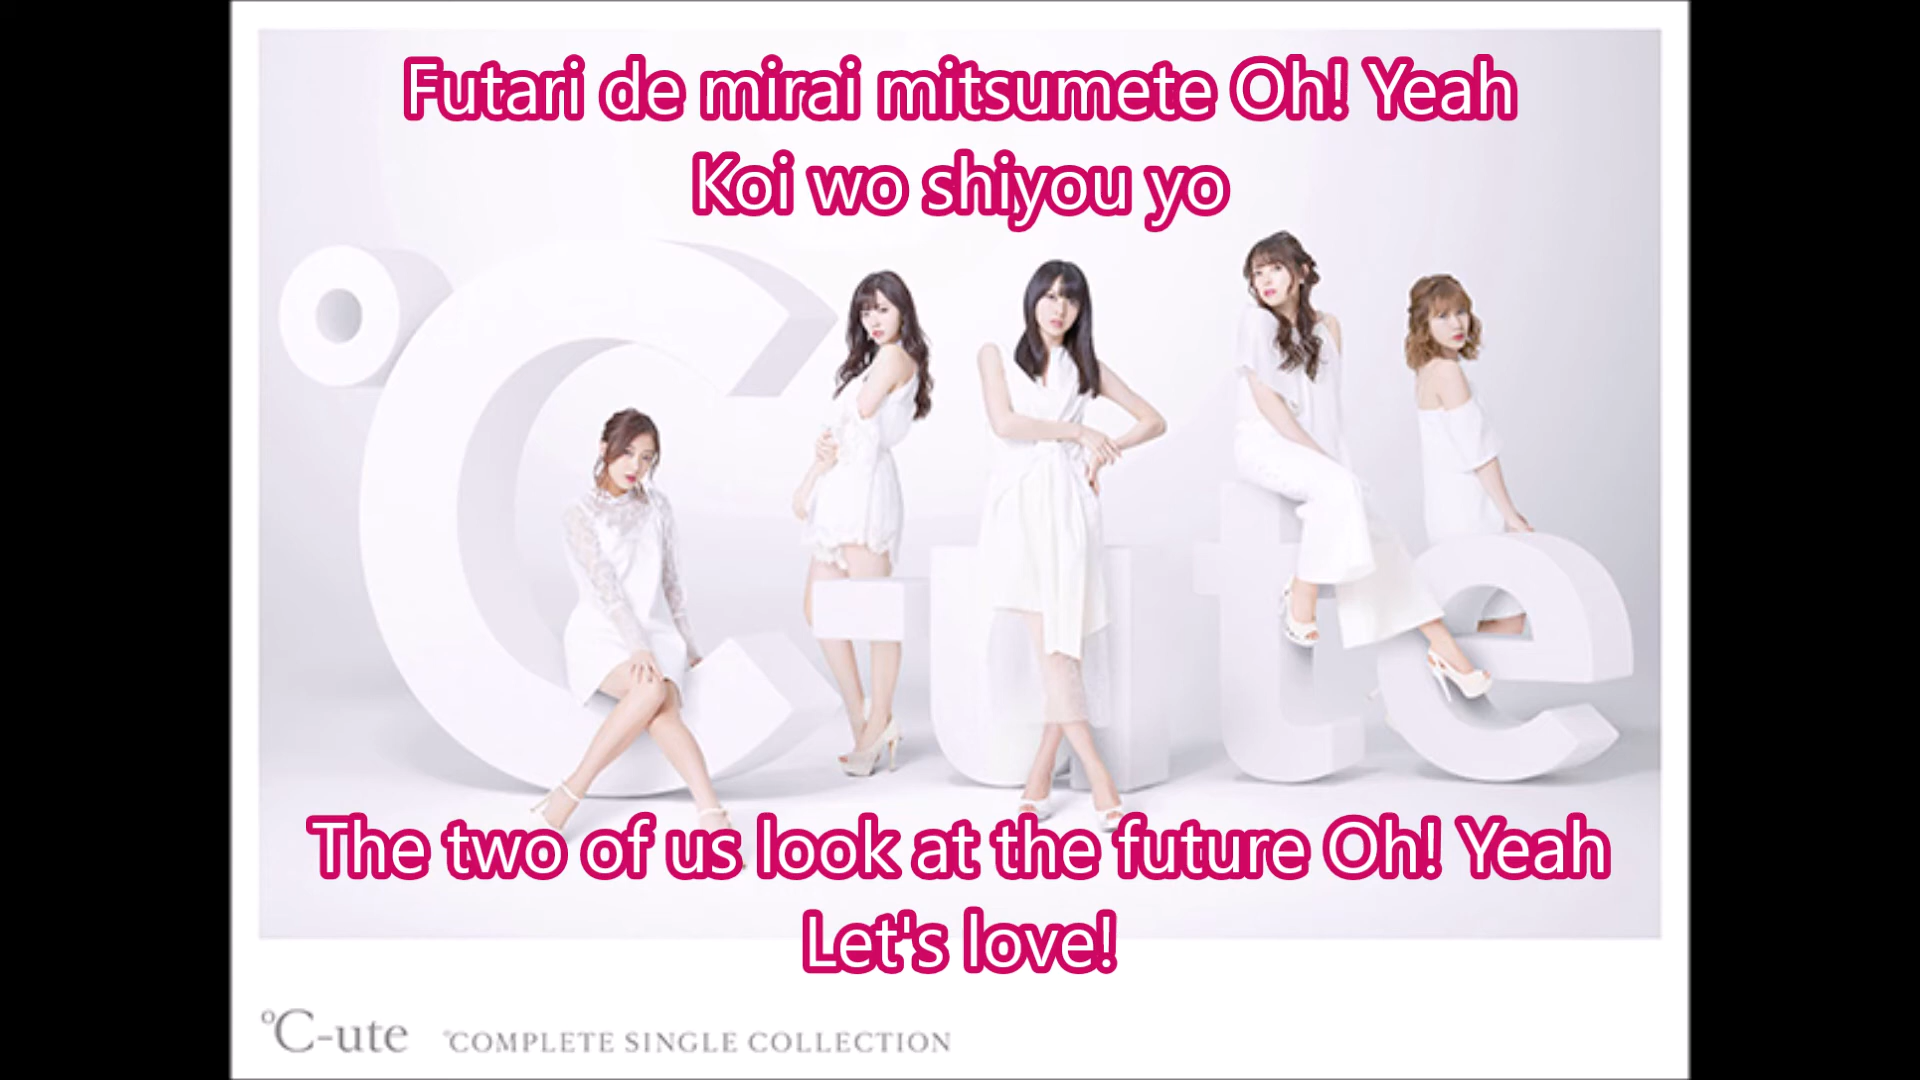 Futari de mirai mitsumete Oh! Yeah
Koi wo shiyou yo
℃-ute
The two of us look at the future Oh! Yeah
Let's love!
℃-ute ℃OMPLETE SINGLE COLLECTION